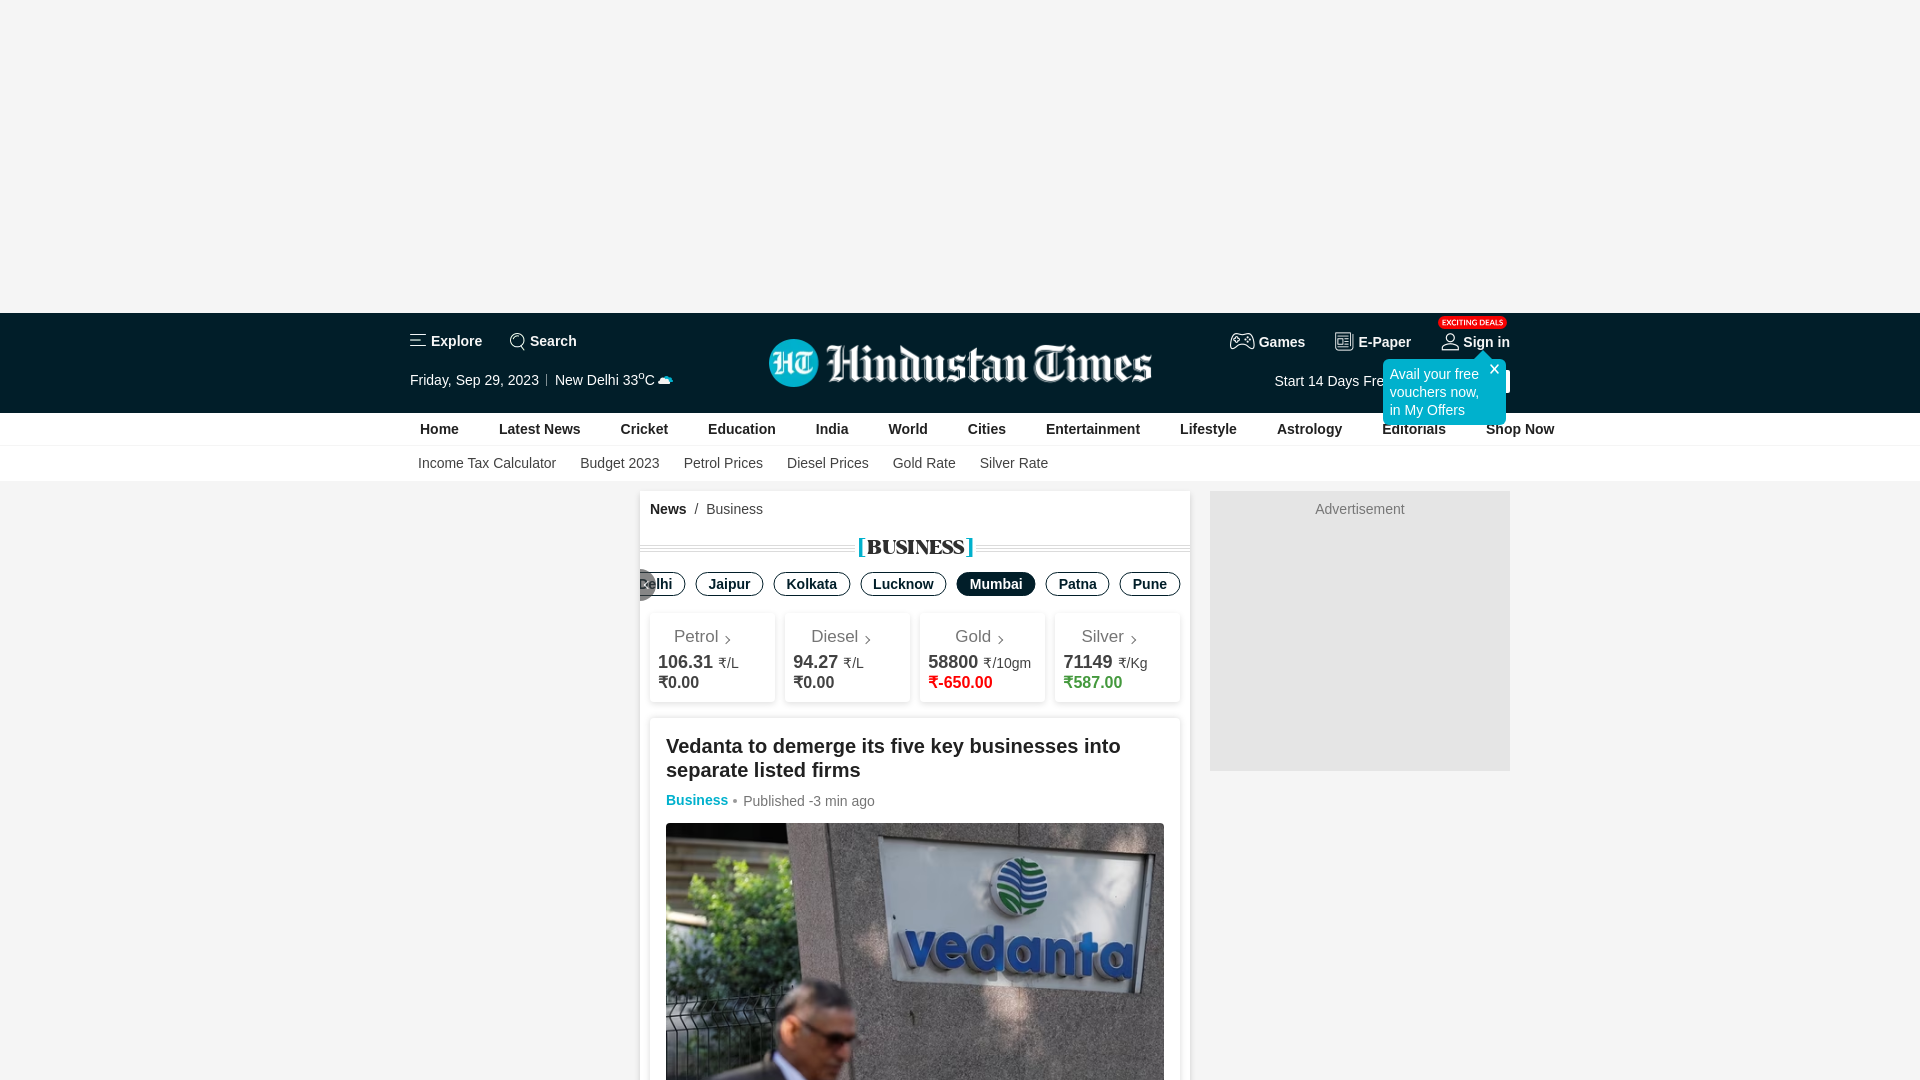 Explore
Search
Friday, Sep 29, 2023
New Delhi 33°C
HT Hindustan Times
Games
E-Paper
EXCITING DEALS
Sign in
Start 14 Days Fre
Avail your free
vouchers now,
in My Offers
Home Latest News Cricket Education India World Cities Entertainment Lifestyle Astrology Editorials Shop Now
Income Tax Calculator Budget 2023 Petrol Prices Diesel Prices Gold Rate Silver Rate
News / Business
Advertisement
[BUSINESS]
Delhi Jaipur Kolkata Lucknow Mumbai Patna Pune
Petrol
106.31 ₹/L
₹0.00
Diesel
94.27 ₹/L
₹0.00
Gold
58800 ₹/10gm
₹-650.00
Silver
71149 ₹/Kg
₹587.00
Vedanta to demerge its five key businesses into
separate listed firms
Business • Published -3 min ago
vedanta